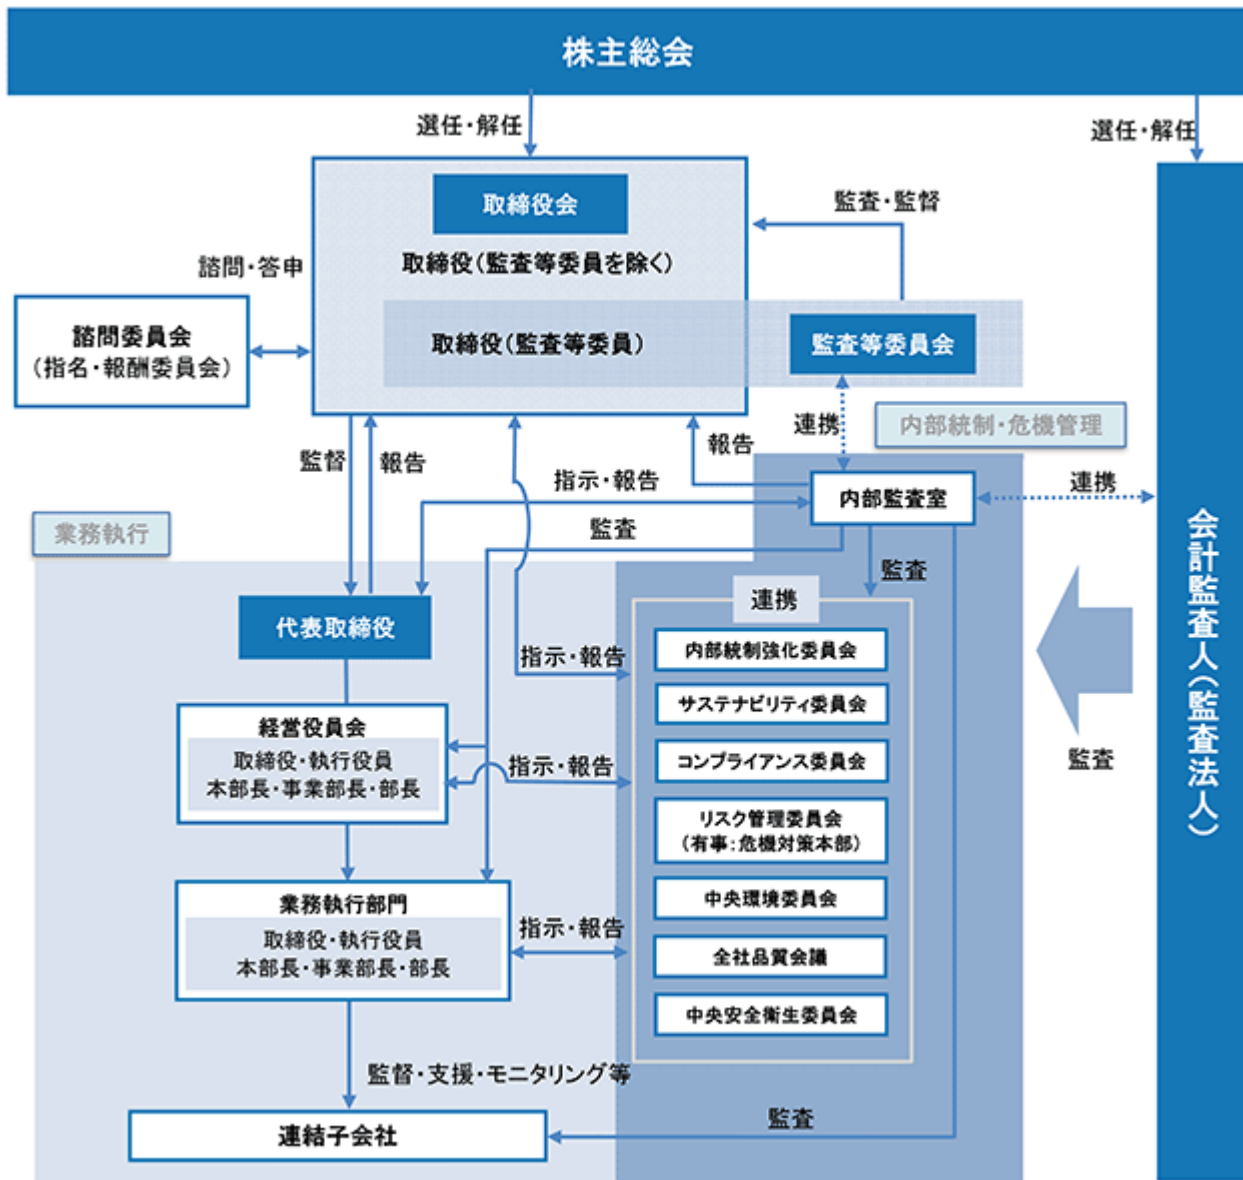 株主総会
選任・解任
選任・解任
取締役会
監査・監督
取締役(監査等委員を除く)
諮問・答申
諮問委員会
(指名・報酬委員会)
取締役(監査等委員)
監査等委員会
連携
内部統制・危機管理
監督
報告
報告
指示・報告
内部監査室
連携
業務執行
監査
監査
会計監査人(監査法人)
連携
代表取締役
内部統制強化委員会
指示・報告
サステナビリティ委員会
経営役員会
取締役・執行役員
本部長・事業部長・部長
指示・報告
コンプライアンス委員会
監査
リスク管理委員会
(有事:危機対策本部)
業務執行部門
取締役・執行役員
本部長・事業部長・部長
指示・報告
中央環境委員会
全社品質会議
中央安全衛生委員会
監督・支援・モニタリング等
連結子会社
監査